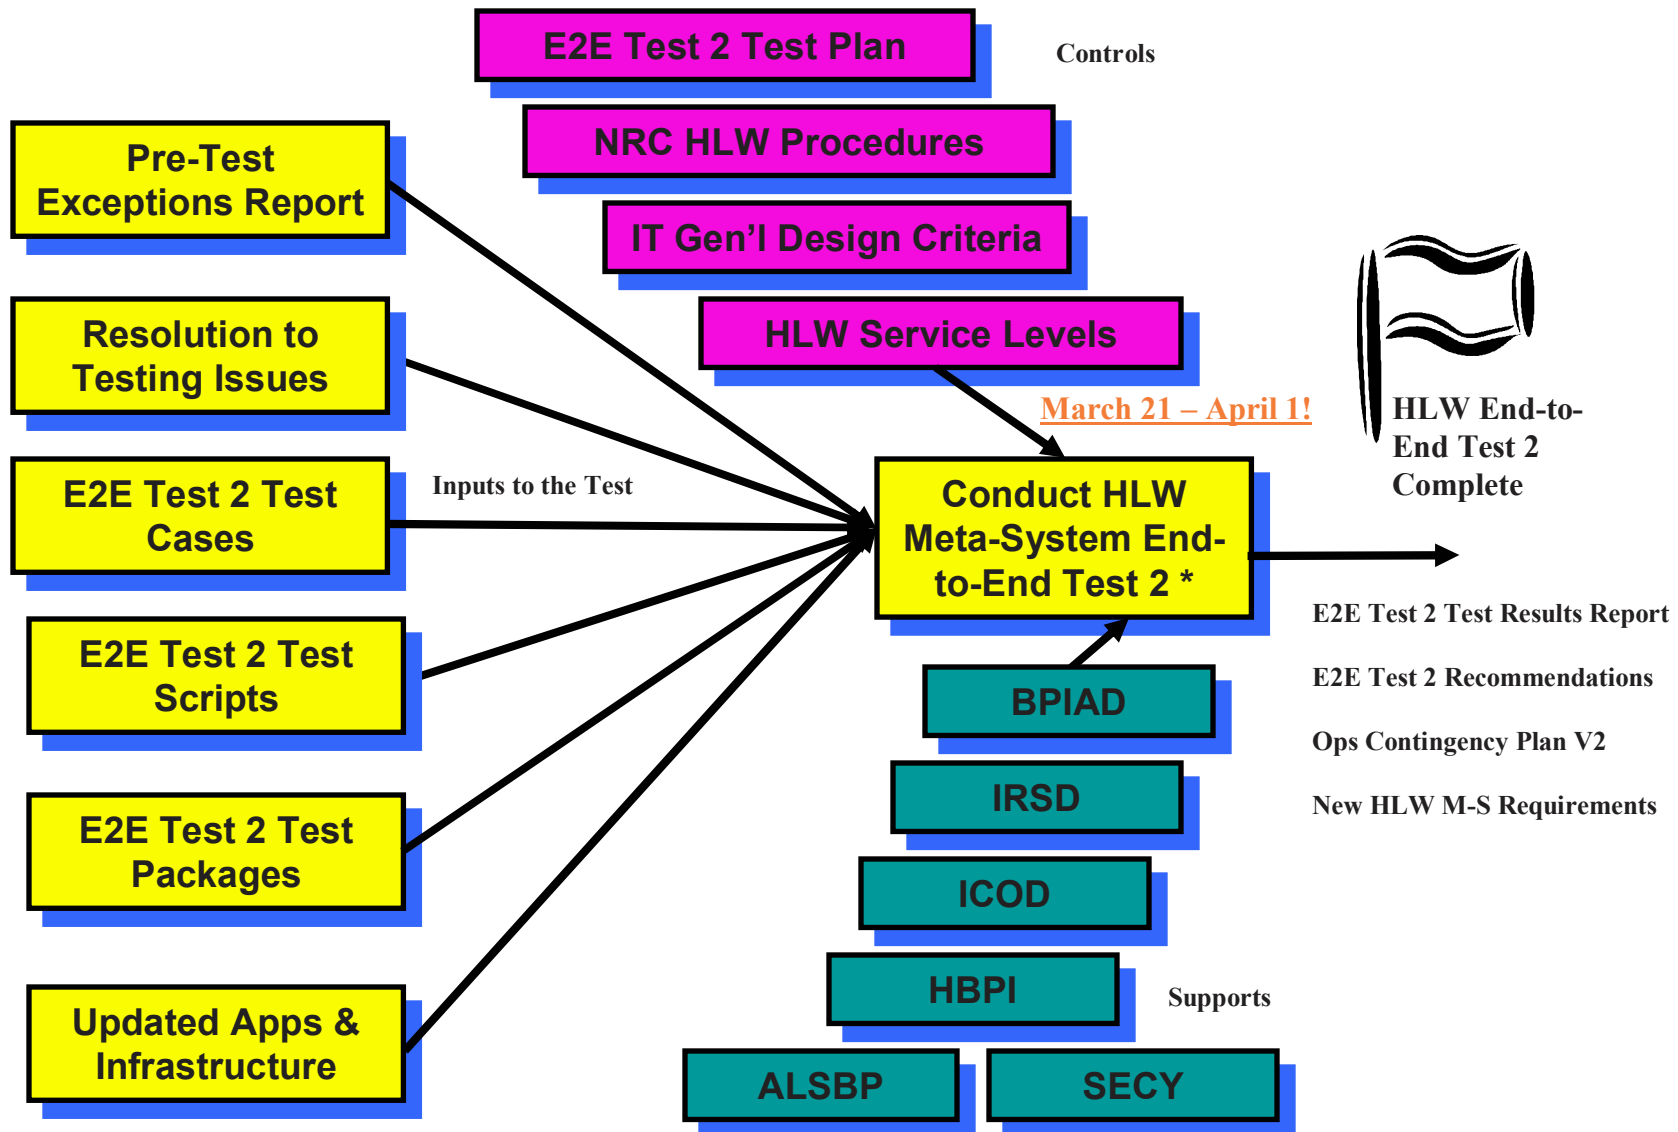 E2E Test 2 Test Plan
Controls
NRC HLW Procedures
IT Gen’l Design Criteria
HLW Service Levels
Pre-Test
Exceptions Report
Resolution to
Testing Issues
E2E Test 2 Test
Cases
E2E Test 2 Test
Scripts
E2E Test 2 Test
Packages
Updated Apps &
Infrastructure
Inputs to the Test
March 21 – April 1!
Conduct HLW
Meta-System End-
to-End Test 2 *
HLW End-to-
End Test 2
Complete
E2E Test 2 Test Results Report
E2E Test 2 Recommendations
Ops Contingency Plan V2
New HLW M-S Requirements
BPIAD
IRSD
ICOD
HBPI
Supports
ALSBP
SECY